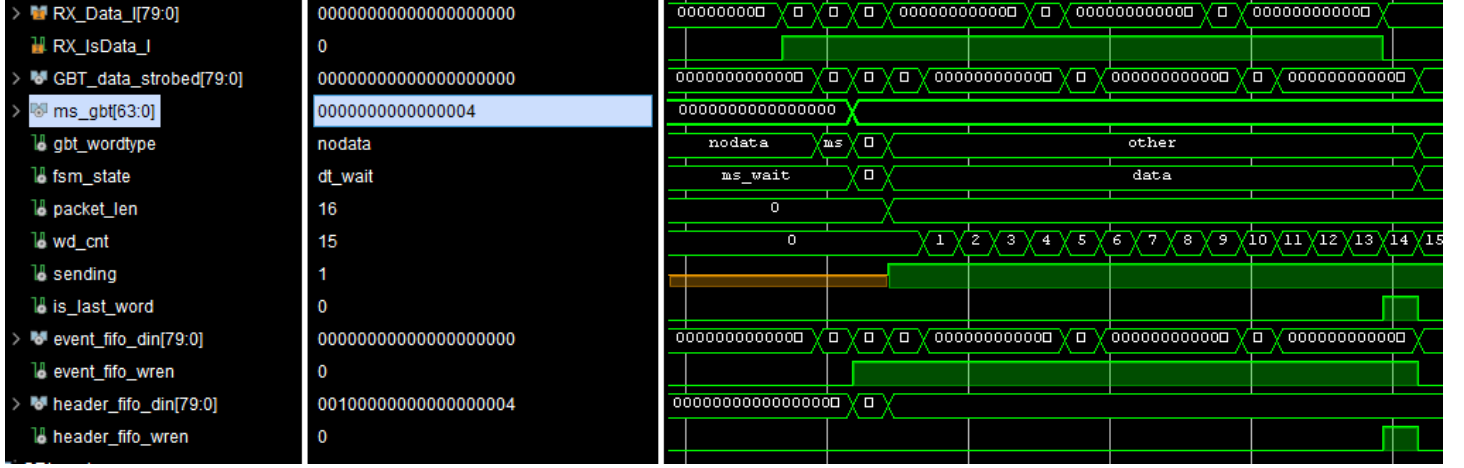 RX_Data_I[79:0] 00000000000000000000 00000000 00000000000 00000000000 00000000000
RX_IsData_I 0
GBT_data_strobed[79:0] 00000000000000000000 000000000000 00000000000 00000000000 00000000000
ms_gbt[63:0] 0000000000000004 0000000000000000
gbt_wordtype nodata nodata ms other
fsm_state dt_wait ms_wait data
packet_len 16 0
wd_cnt 15 0 1 2 3 4 5 6 7 8 9 10 11 12 13 14 15
sending 1
is_last_word 0
event_fifo_din[79:0] 00000000000000000000 000000000000 00000000000 00000000000 00000000000
event_fifo_wren 0
header_fifo_din[79:0] 00100000000000000004 0000000000000000
header_fifo_wren 0